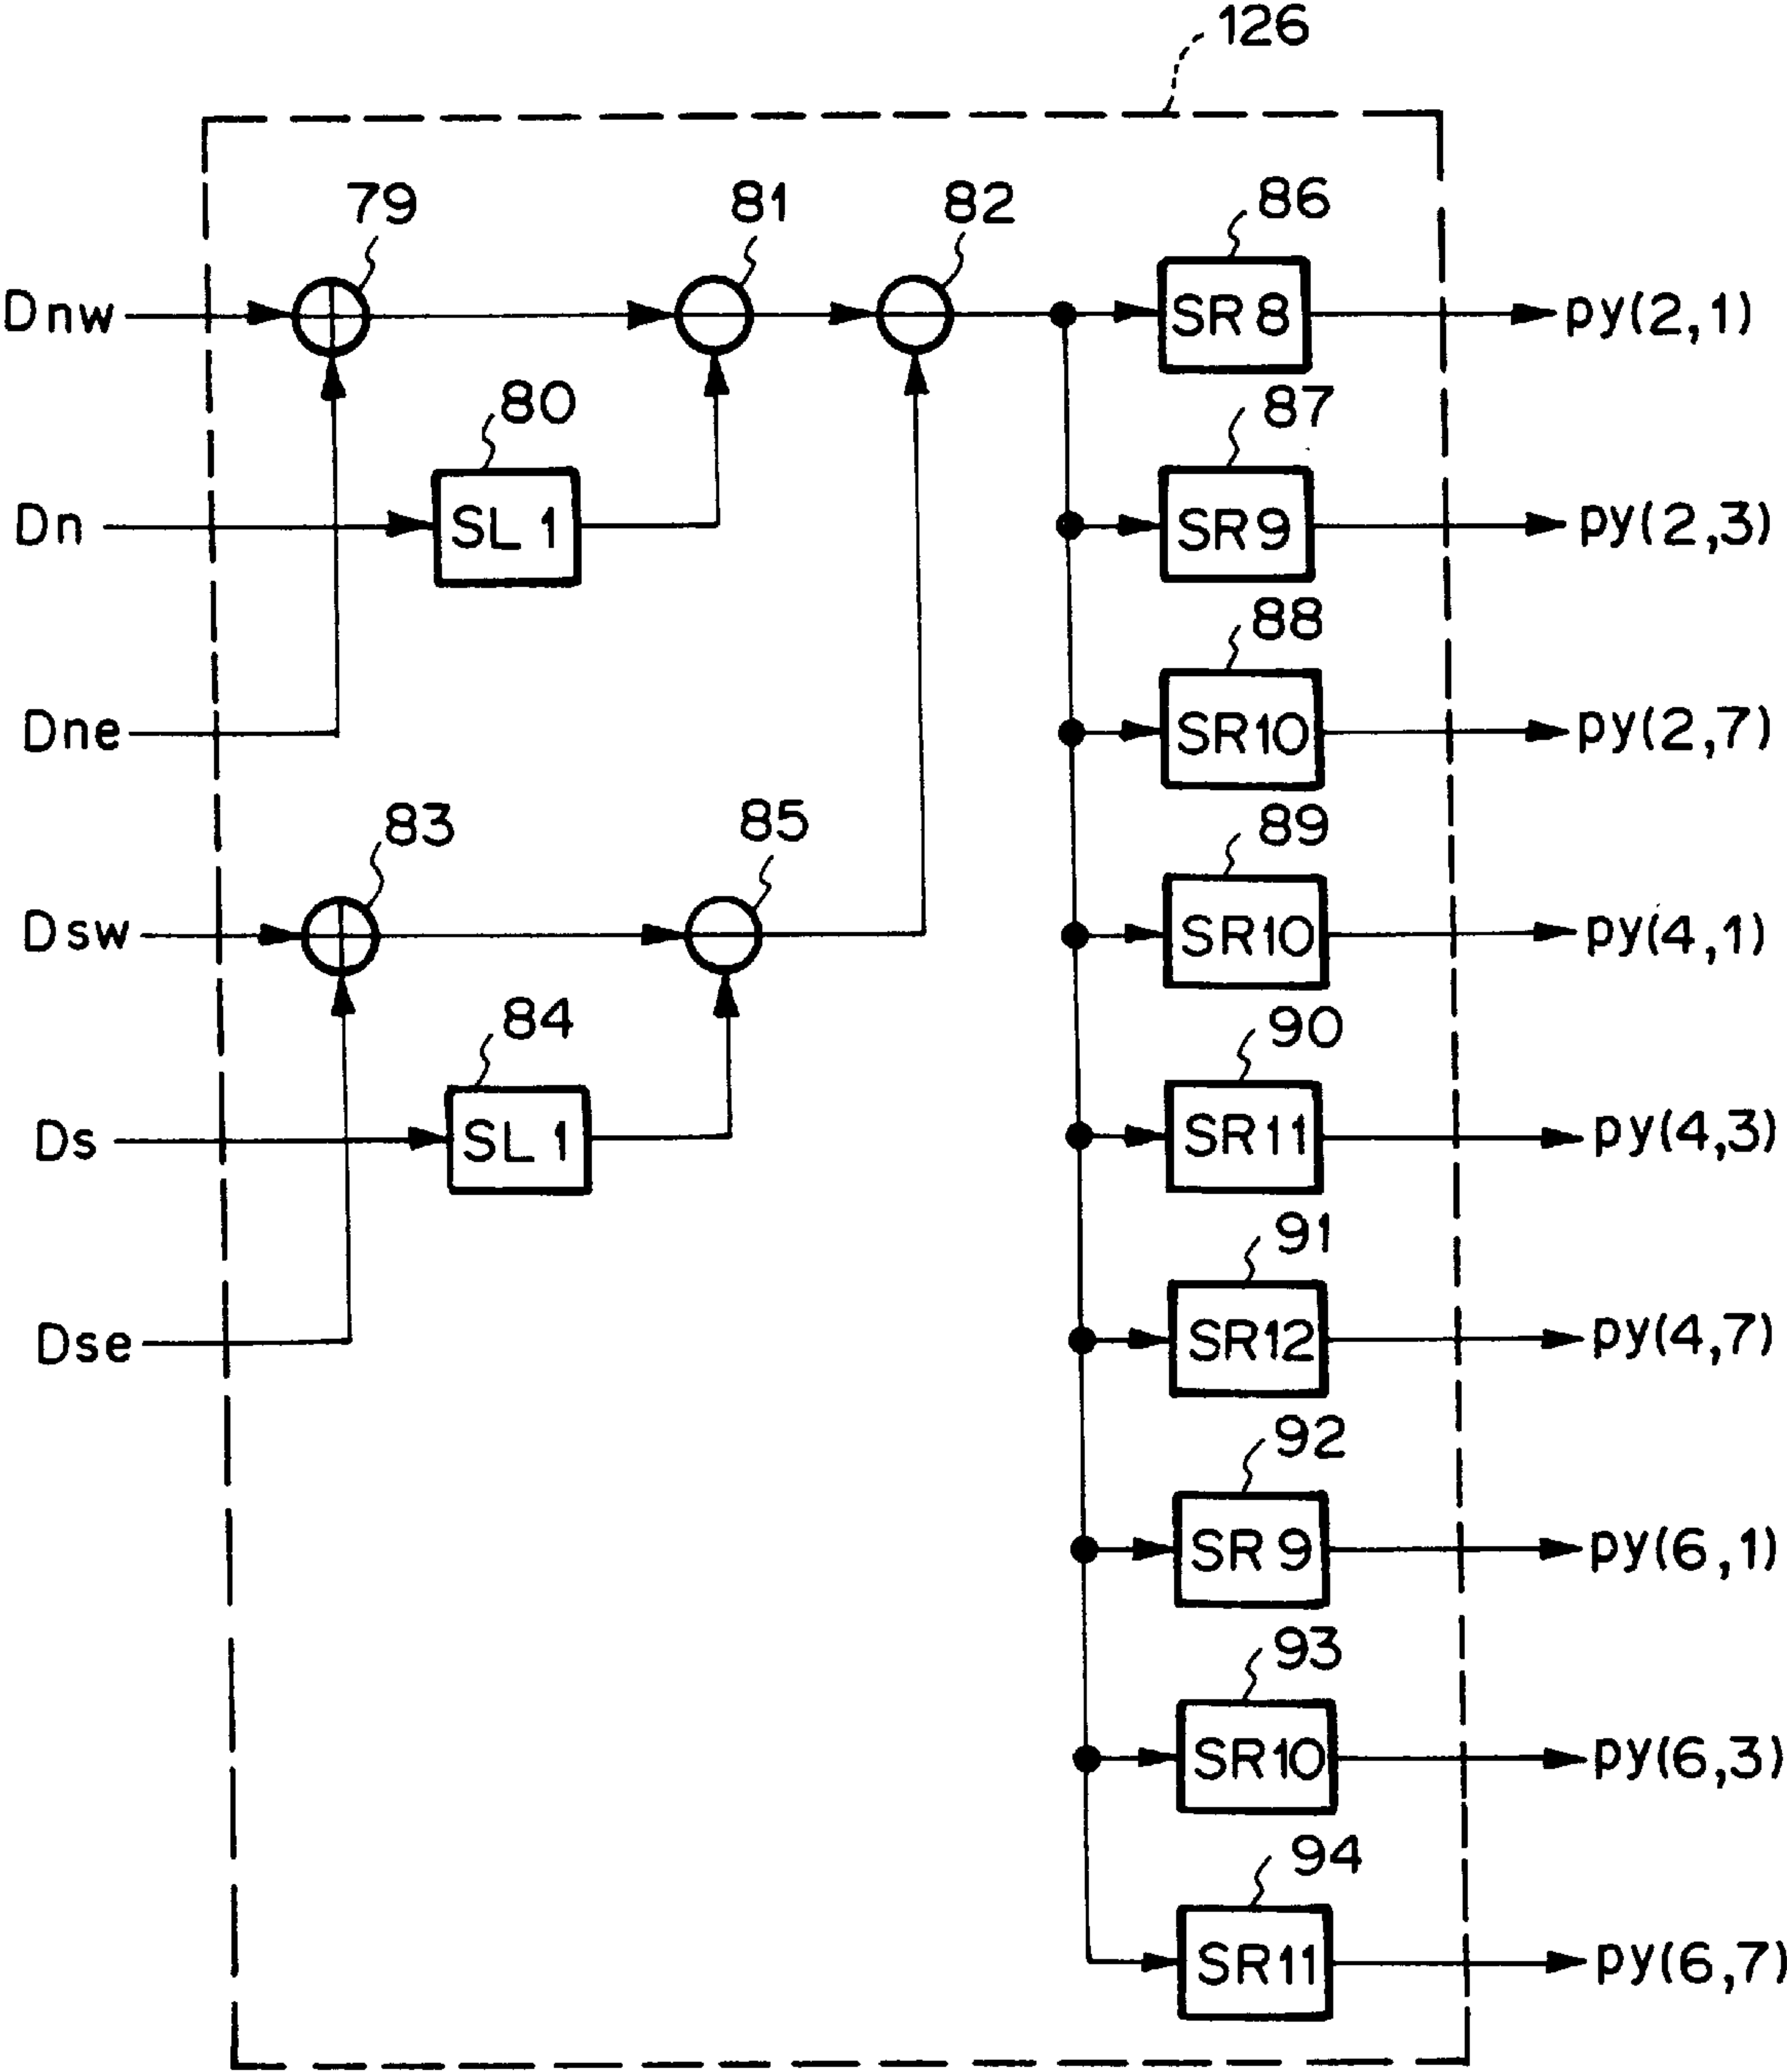 126
79
81
82
86
Dnw
SR8
py(2,1)
80
87
Dn
SL1
SR9
py(2,3)
88
Dne
SR10
py(2,7)
83
85
89
Dsw
SR10
py(4,1)
84
90
Ds
SL1
SR11
py(4,3)
91
Dse
SR12
py(4,7)
92
SR9
py(6,1)
93
SR10
py(6,3)
94
SR11
py(6,7)